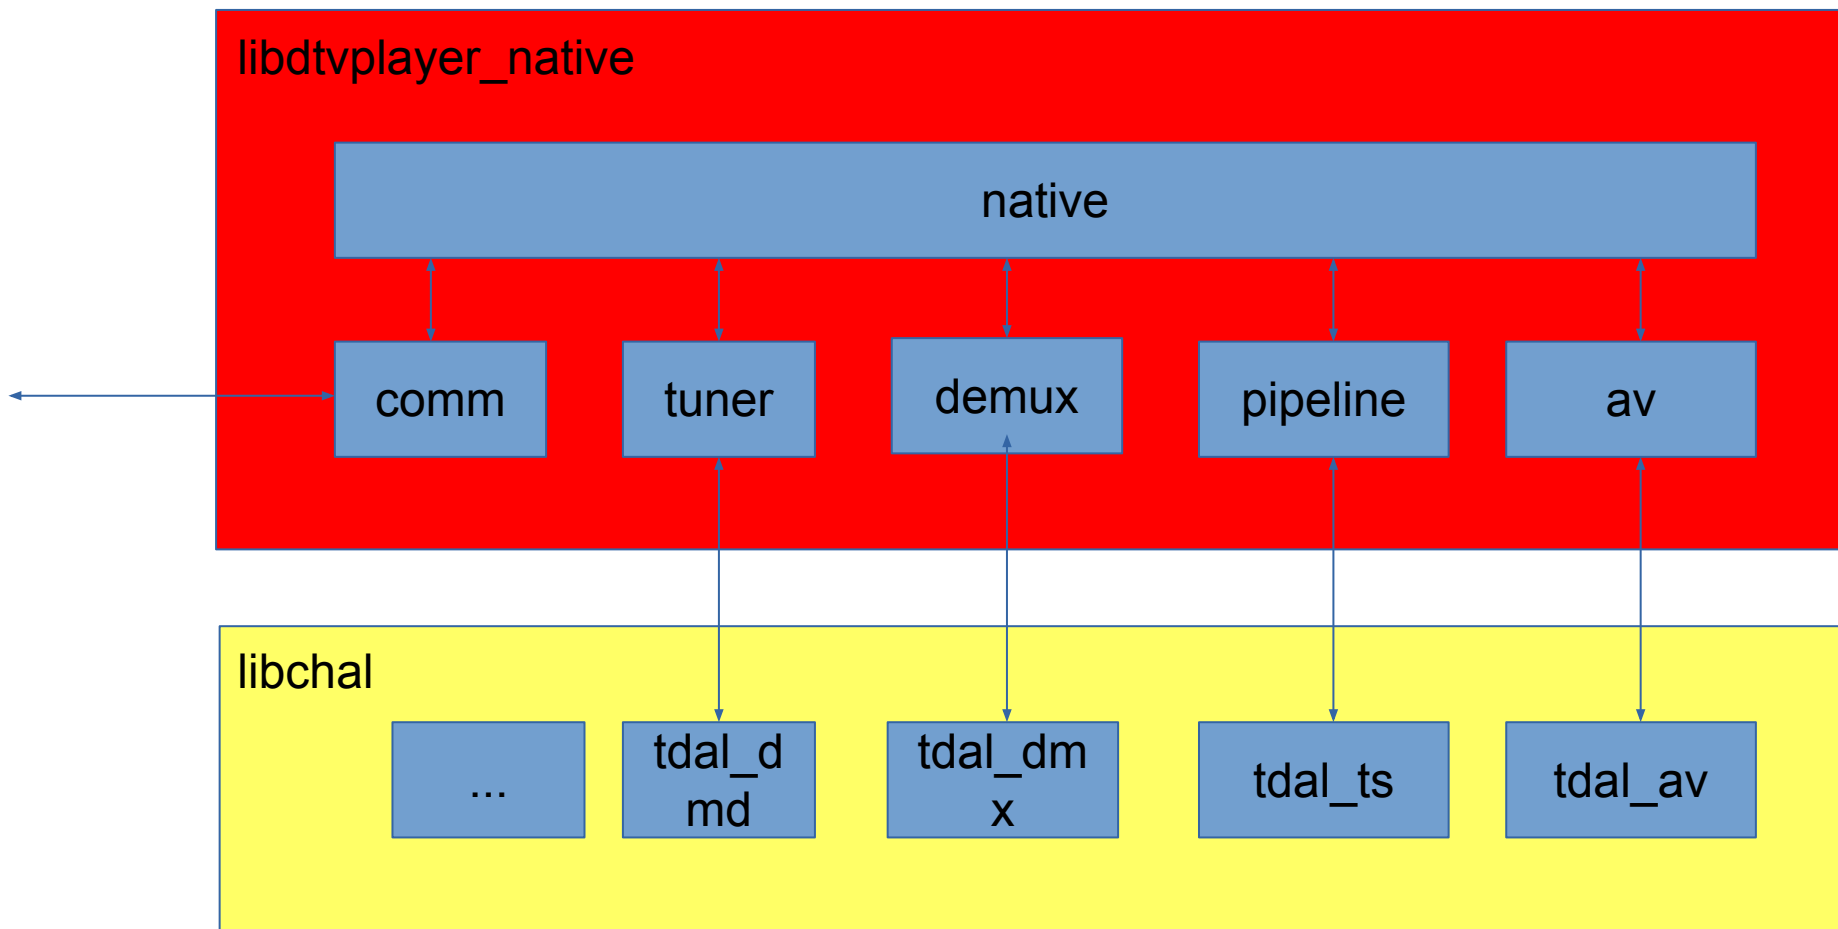 libdtvplayer_native
native
comm
tuner
demux
pipeline
av
libchal
...
tdal_d
md
tdal_dm
x
tdal_ts
tdal_av